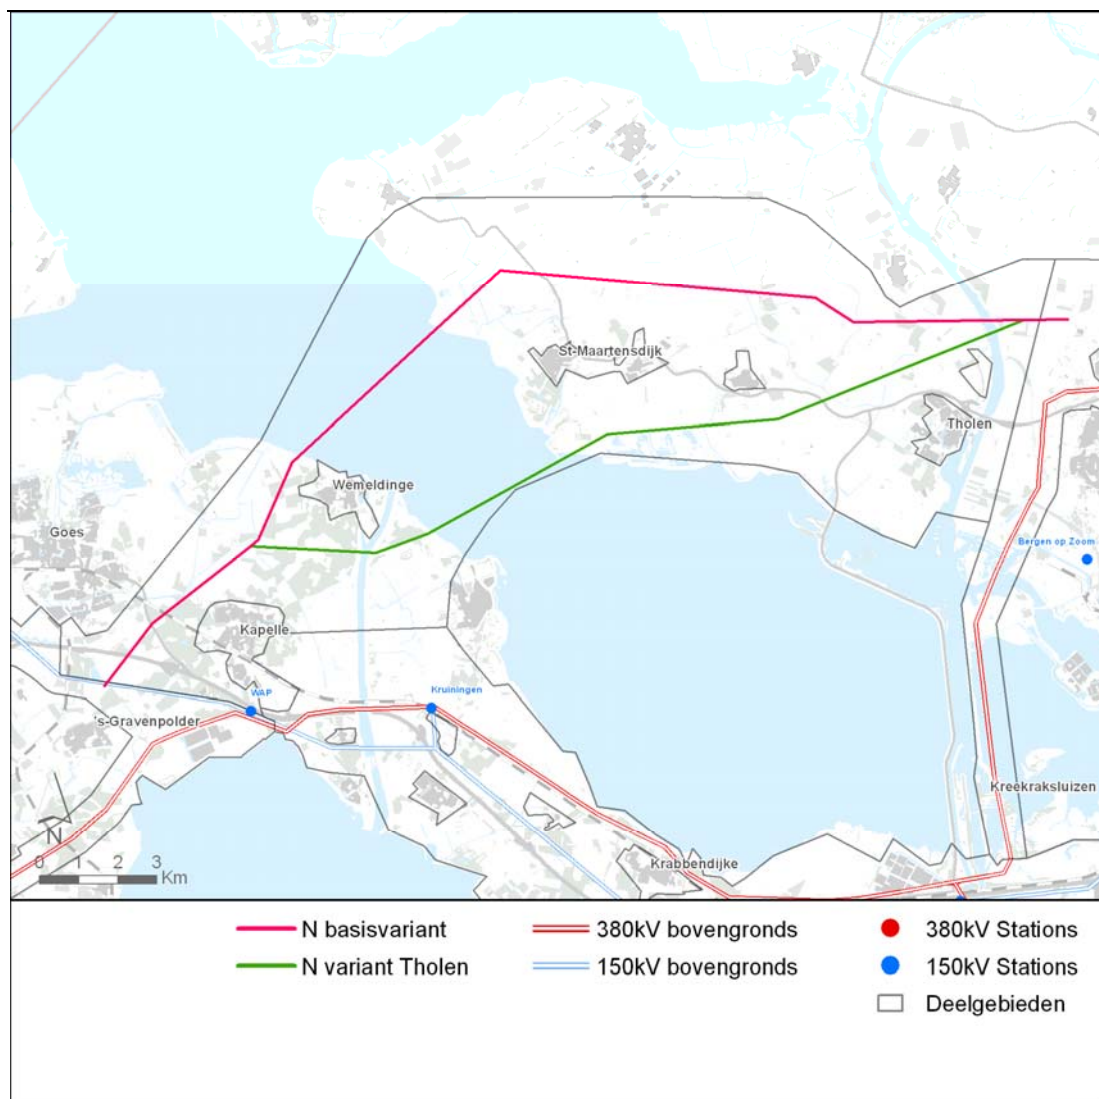 St-Maartensdijk
Tholen
Wemeldinge
Goes
Bergen op Zoom
Kapelle
WAP
Kruiningen
's-Gravenpolder
Kreekraksluizen
Krabbendijke
N
0 1 2 3
Km
N basisvariant
380kV bovengronds
380kV Stations
N variant Tholen
150kV bovengronds
150kV Stations
Deelgebieden